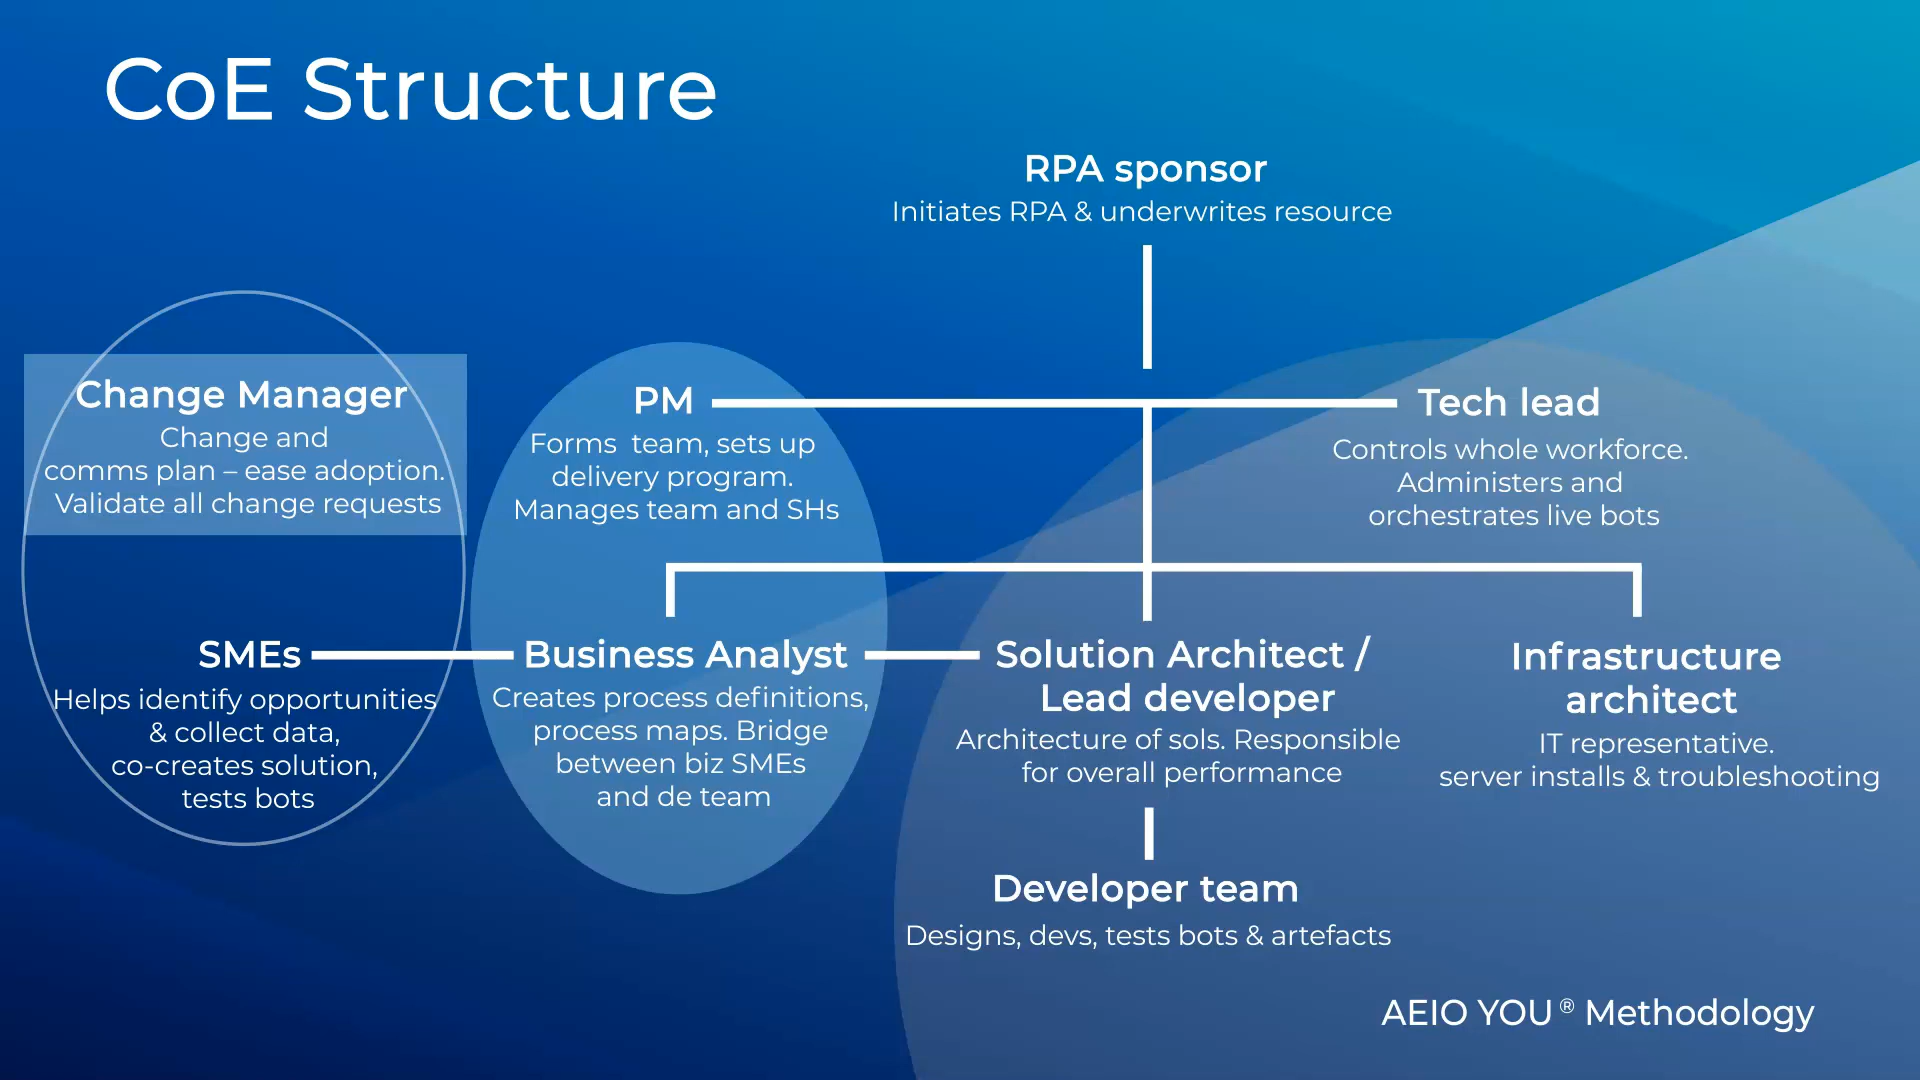 CoE Structure
RPA sponsor
Initiates RPA & underwrites resource
Change Manager
Change and
comms plan – ease adoption.
Validate all change requests
PM
Forms  team, sets up
delivery program.
Manages team and SHs
Tech lead
Controls whole workforce.
Administers and
orchestrates live bots
SMEs
Helps identify opportunities
& collect data,
co-creates solution,
tests bots
Business Analyst
Creates process definitions,
process maps. Bridge
between biz SMEs
and de team
Solution Architect /
Lead developer
Architecture of sols. Responsible
for overall performance
Infrastructure
architect
IT representative.
server installs & troubleshooting
Developer team
Designs, devs, tests bots & artefacts
AEIO YOU® Methodology